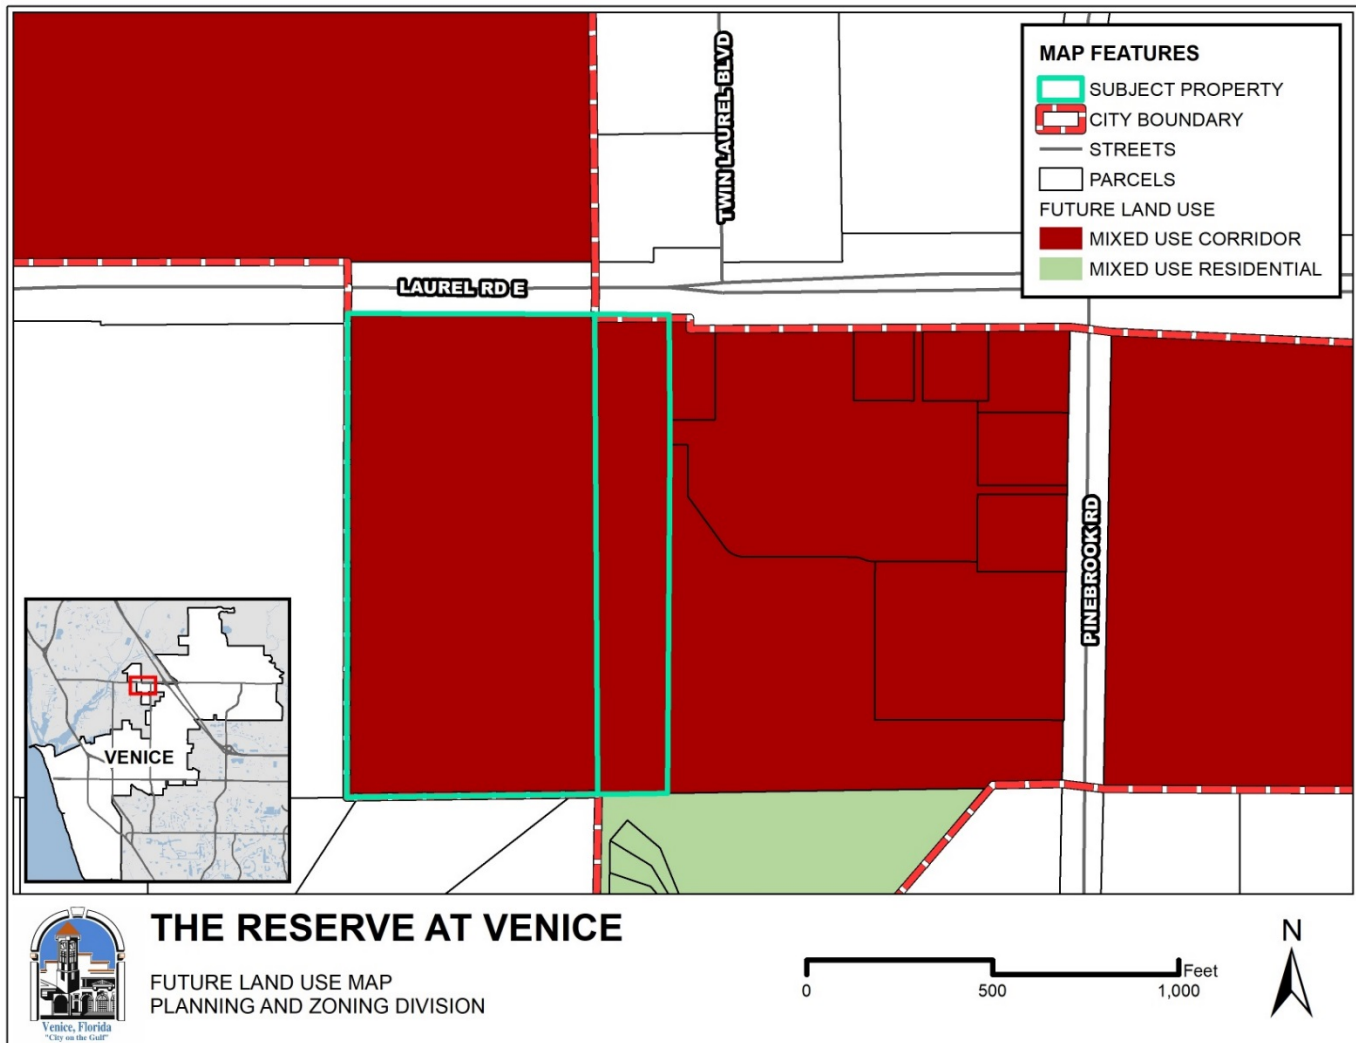 TWIN LAUREL BLVD
LAUREL RD E
PINEBROOK RD
MAP FEATURES
SUBJECT PROPERTY
CITY BOUNDARY
STREETS
PARCELS
FUTURE LAND USE
MIXED USE CORRIDOR
MIXED USE RESIDENTIAL
VENICE
Venice, Florida
"City on the Gulf"
THE RESERVE AT VENICE
FUTURE LAND USE MAP
PLANNING AND ZONING DIVISION
Feet
0 500 1,000
N